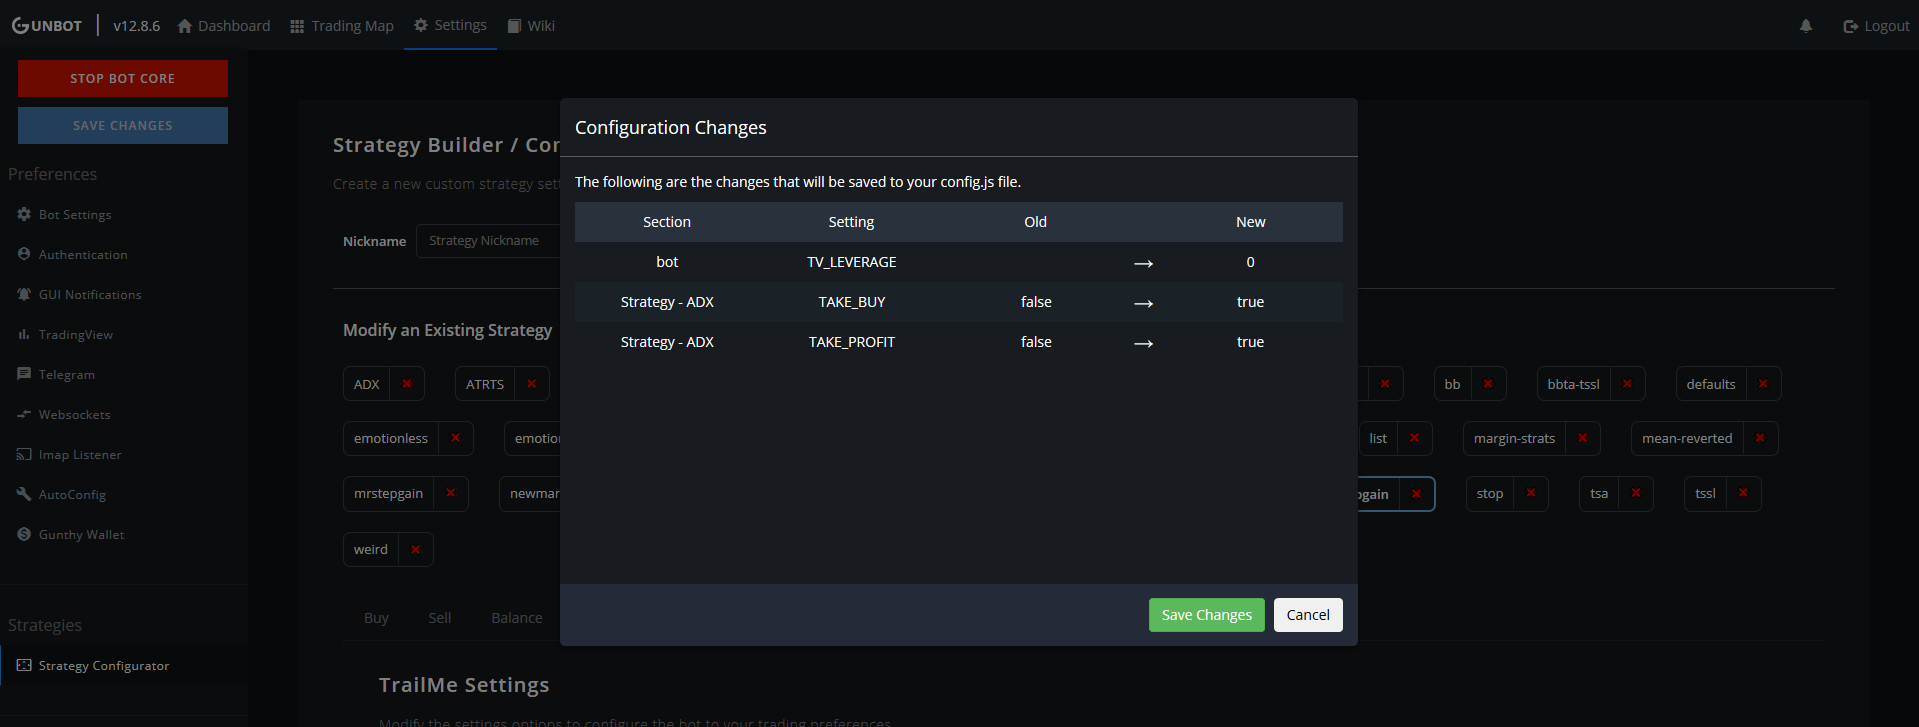 GUNBOT v12.8.6 Dashboard Trading Map Settings Wiki Logout
STOP BOT CORE
SAVE CHANGES
Preferences
Bot Settings
Authentication
GUI Notifications
TradingView
Telegram
Websockets
Imap Listener
AutoConfig
Gunthy Wallet
Strategies
Strategy Configurator
Strategy Builder / Con
Create a new custom strategy set
Nickname Strategy Nickname
Modify an Existing Strategy
ADX ATRTS bb bbta-tssl defaults
emotionless emotion list margin-strats mean-reverted
mrstepgain newmar pgain stop tsa tssl
weird
Buy Sell Balance
TrailMe Settings
Modify the settings options to configure the bot to your trading preferences
Configuration Changes
The following are the changes that will be saved to your config.js file.
Section Setting Old New
bot TV_LEVERAGE → 0
Strategy - ADX TAKE_BUY false → true
Strategy - ADX TAKE_PROFIT false → true
Save Changes Cancel